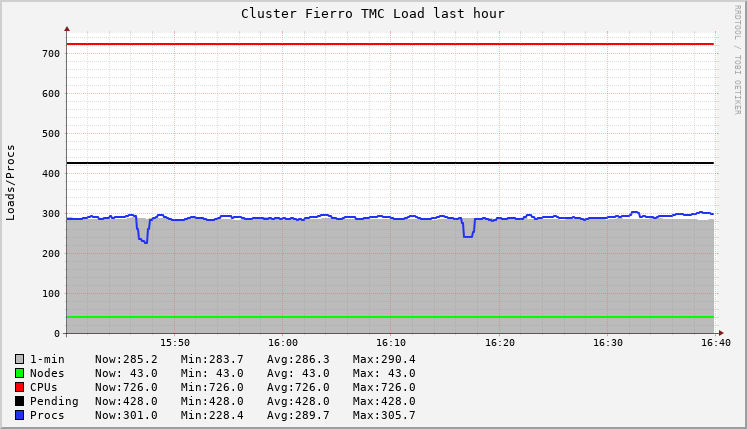 Cluster Fierro TMC Load last hour
RRDTOOL / TOBI OETIKER
Loads/Procs
700
600
500
400
300
200
100
0
15:50 16:00 16:10 16:20 16:30 16:40
1-min Now:285.2 Min:283.7 Avg:286.3 Max:290.4
Nodes Now: 43.0 Min: 43.0 Avg: 43.0 Max: 43.0
CPUs Now:726.0 Min:726.0 Avg:726.0 Max:726.0
Pending Now:428.0 Min:428.0 Avg:428.0 Max:428.0
Procs Now:301.0 Min:228.4 Avg:289.7 Max:305.7